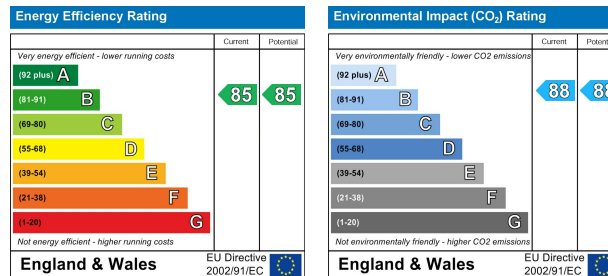 Energy Efficiency Rating
Current Potential
Very energy efficient - lower running costs
(92 plus) A
(81-91) B
(69-80) C
(55-68) D
(39-54) E
(21-38) F
(1-20) G
85 85
Not energy efficient - higher running costs
England & Wales
EU Directive
2002/91/EC
Environmental Impact (CO₂) Rating
Current Potential
Very environmentally friendly - lower CO2 emissions
(92 plus) A
(81-91) B
(69-80) C
(55-68) D
(39-54) E
(21-38) F
(1-20) G
88 88
Not environmentally friendly - higher CO2 emissions
England & Wales
EU Directive
2002/91/EC